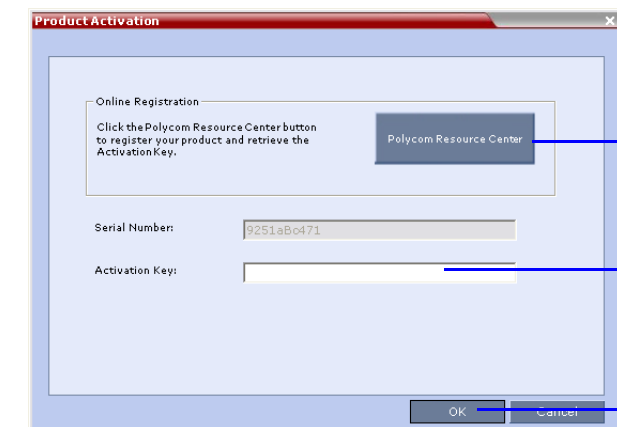 Product Activation
Online Registration
Click the Polycom Resource Center button
to register your product and retrieve the
Activation Key.
Polycom Resource Center
Serial Number:
9251aBc471
Activation Key:
OK
Cancel